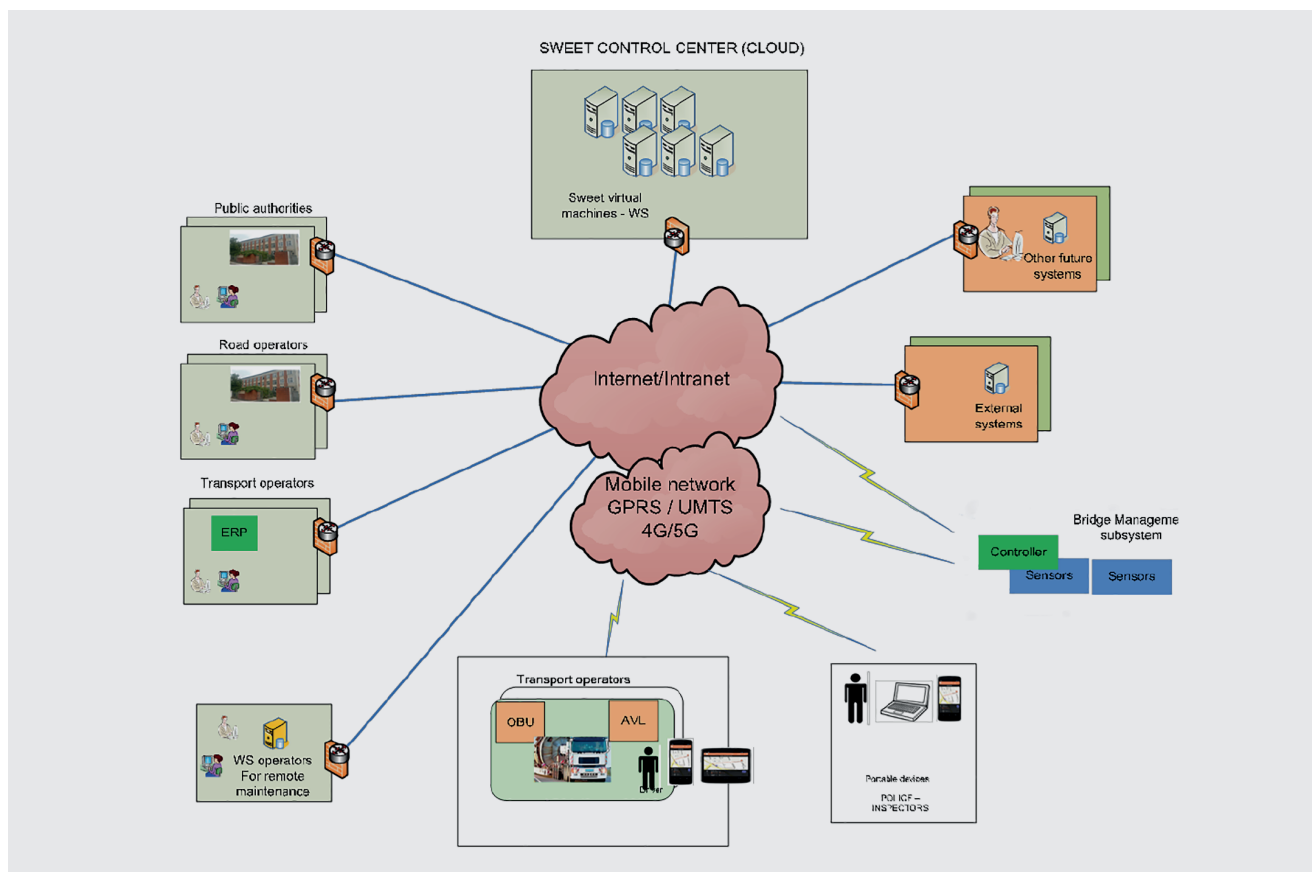 SWEET CONTROL CENTER (CLOUD)
Sweet virtual
machines - WS
Public authorities
Other future
systems
Road operators
Internet/Intranet
External
systems
Transport operators
ERP
Mobile network
GPRS / UMTS
4G/5G
Bridge Manageme
subsystem
Controller
Sensors
Sensors
Transport operators
OBU
AVL
Driver
WS operators
For remote
maintenance
Portable devices
POLICE –
INSPECTORS